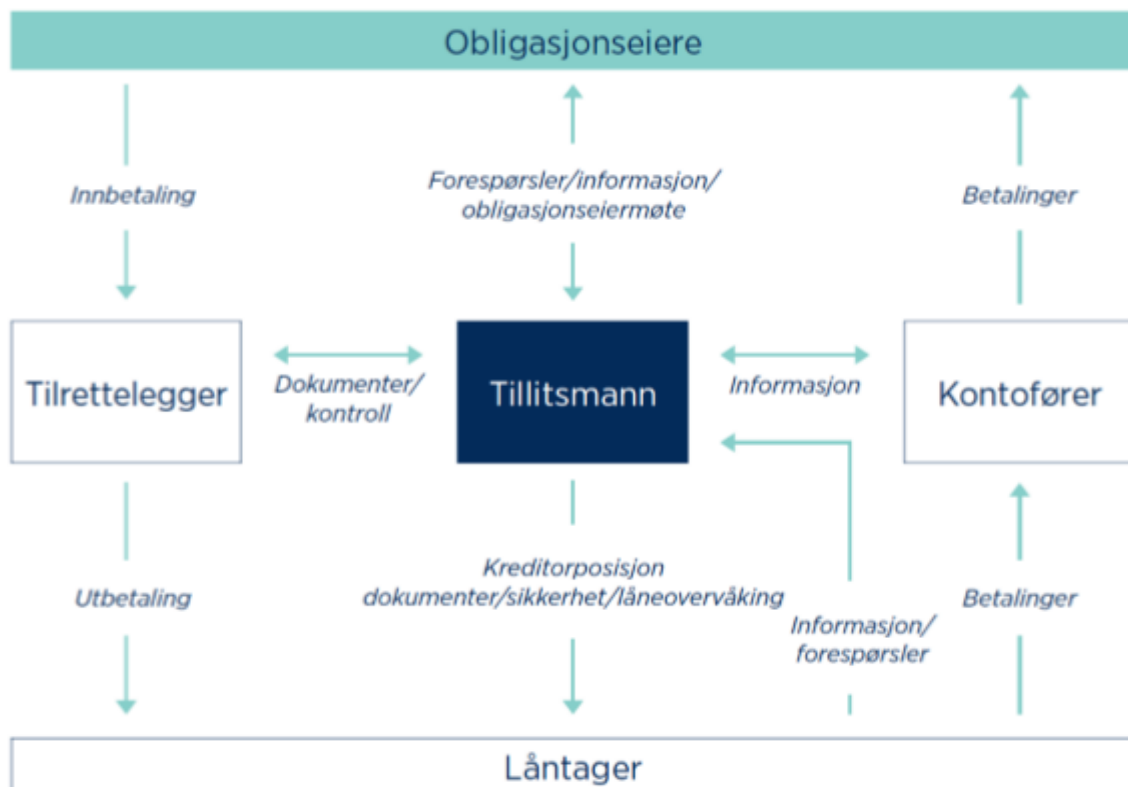 Obligasjonseiere
Innbetaling
Forespørsler/informasjon/
obligasjonseiermøte
Betalinger
Tilrettelegger
Dokumenter/
kontroll
Tillitsmann
Informasjon
Kontofører
Utbetaling
Kreditorposisjon
dokumenter/sikkerhet/låneovervåking
Informasjon/
forespørsler
Betalinger
Låntager